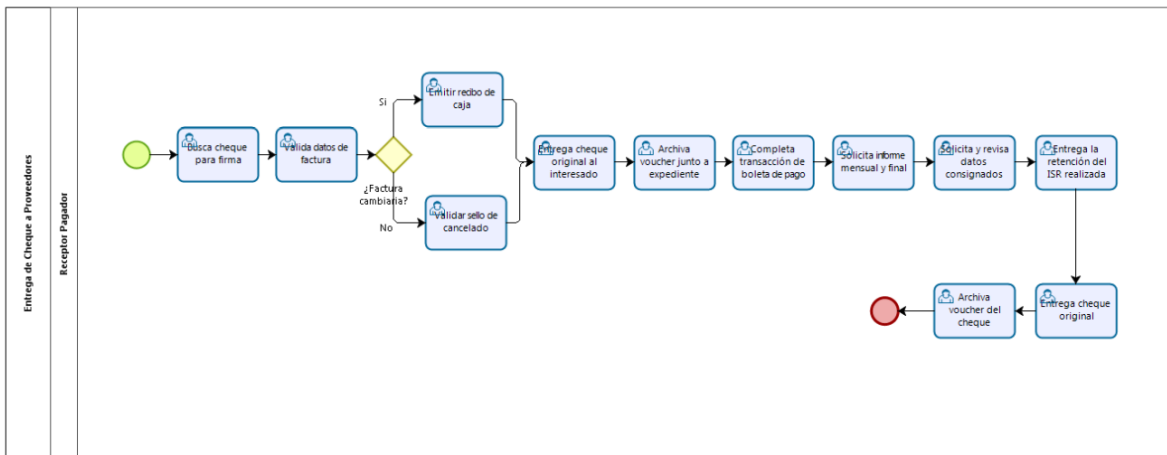 Entrega de Cheque a Proveedores
Receptor Pagador
Busca cheque
para firma
Valida datos de
factura
¿Factura
cambiaria?
Si
Emitir recibo de
caja
No
Validar sello de
cancelado
Entrega cheque
original al
interesado
Archiva
voucher junto a
expediente
Completa
transacción de
boleta de pago
Solicita informe
mensual y final
Solicita y revisa
datos
consignados
Entrega la
retención del
ISR realizada
Entrega cheque
original
Archiva
voucher del
cheque